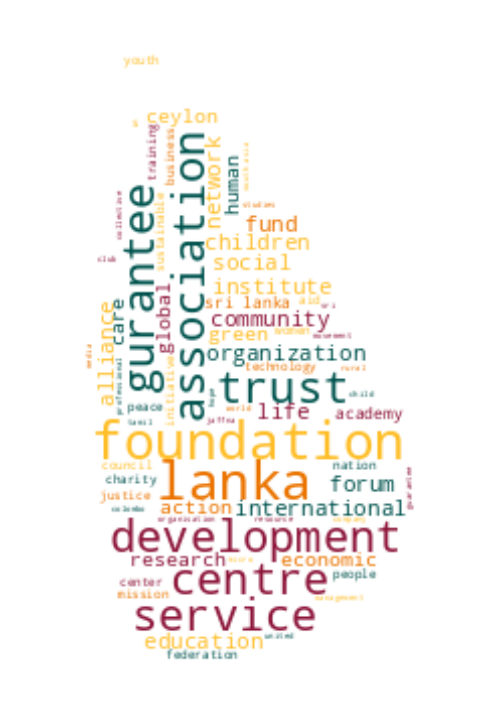 youth
ceylon
s
training
business
network
human
south asia
studies
gurantee
association
sustainable
collective
club
fund
children
social
institute
sri lanka
aid
sri
global
community
green
women
movement
care
alliance
media
professional
organization
technology
rural
initiative
trust
hope
child
peace
world
life
academy
tamil
jaffna
foundation
council
nation
charity
lanka
forum
guarantee
justice
colombo
action
international
organisation
resource
company
development
research
economic
center
centre
people
mission
management
service
education
united
federation